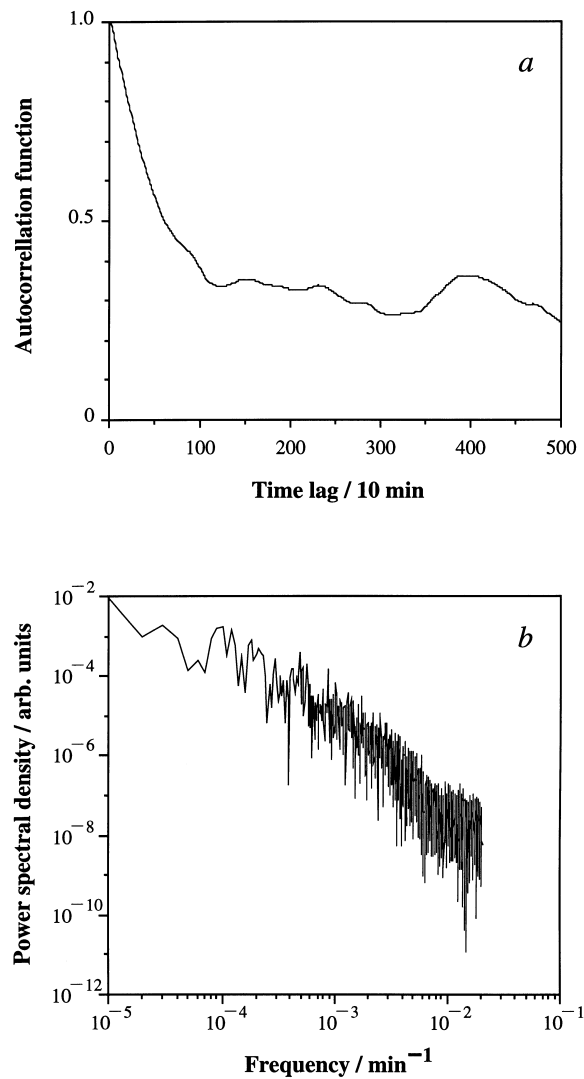 1.0
a
Autocorrellation function
0.5
0
0 100 200 300 400 500
Time lag / 10 min
10−2
b
10−4
Power spectral density / arb. units
10−6
10−8
10−10
10−12
10−5 10−4 10−3 10−2 10−1
Frequency / min−1